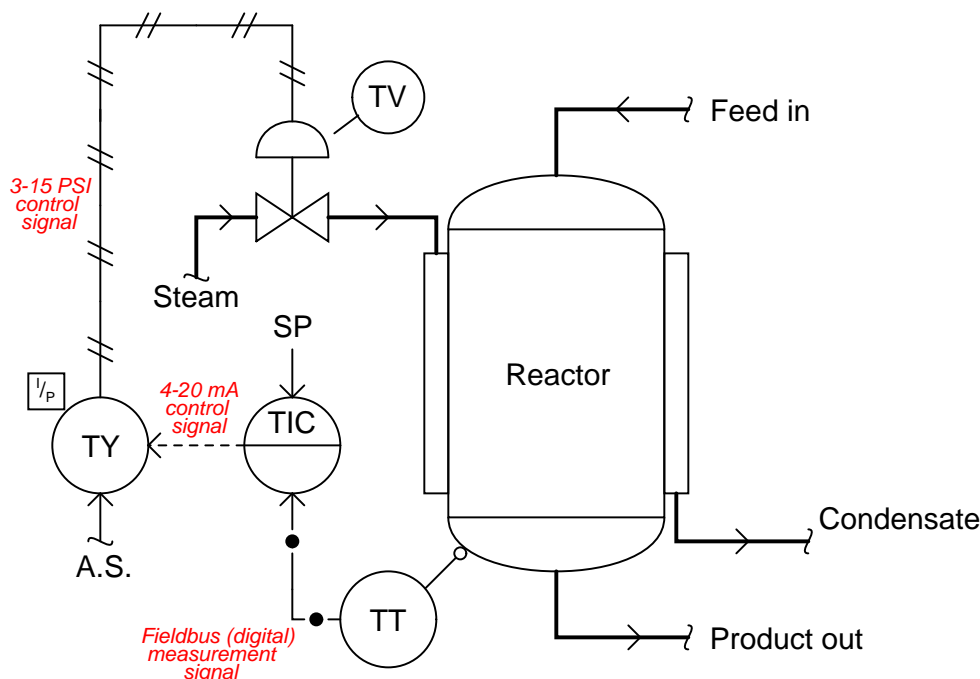 TV
Feed in
3-15 PSI
control
signal
Steam
SP
Reactor
I/P
4-20 mA
control
signal
TIC
TY
Condensate
A.S.
TT
Fieldbus (digital)
measurement
signal
Product out